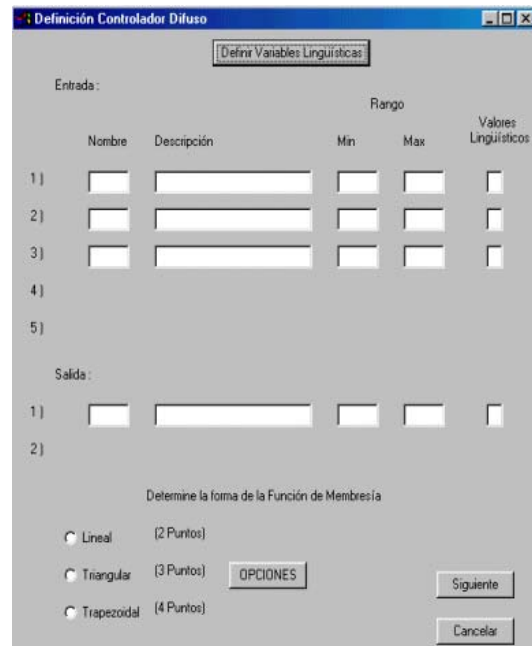 Definición Controlador Difuso
Definir Variables Lingüísticas
Entrada :
Rango
Nombre Descripción Min Max Valores Lingüísticos
1 )
2 )
3 )
4 )
5 )
Salida :
1 )
2 )
Determine la forma de la Función de Membresía
Lineal (2 Puntos)
Triangular (3 Puntos) OPCIONES
Siguiente
Trapezoidal (4 Puntos)
Cancelar